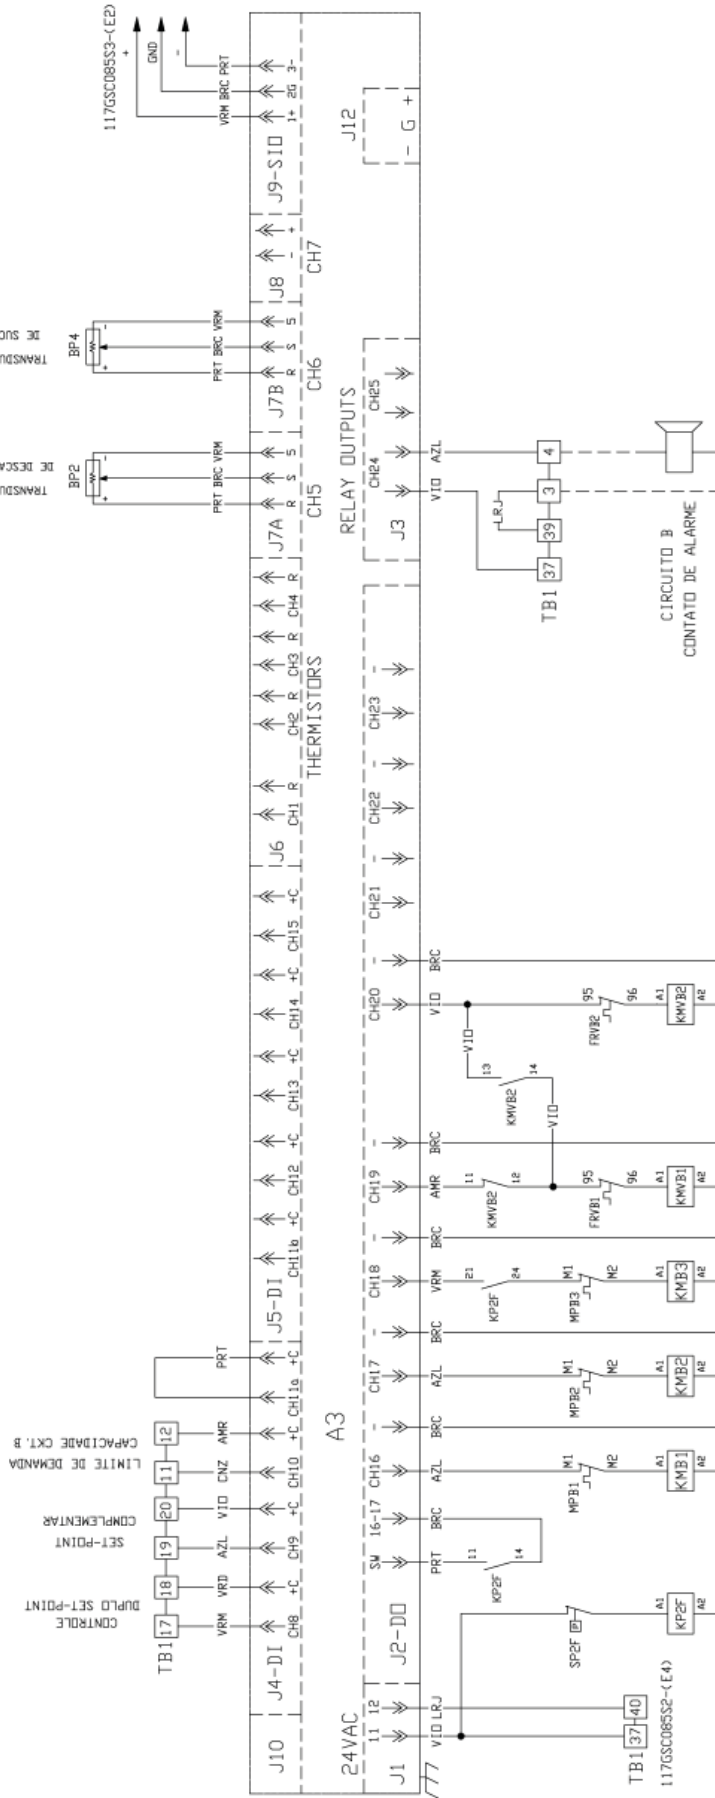 117GSC085S3-(E2)
+
GND
-
VRM BRC PRT
1+ 2G 3-
J9-SIO
J12
- G +
- +
J8
CH7
DE SUC
TRANSDU
BP4
+ -
PRT BRC VRM
R S 5
J7B
CH6
DE DESCA
TRANSDU
BP2
+ -
PRT BRC VRM
R S 5
J7A
CH5
RELAY OUTPUTS
CH24 CH25
J3
VIO AZL
LRJ
TB1 37 39 3 4
CIRCUITO B
CONTATO DE ALARME
J6
CH1 R CH2 R CH3 R CH4 R
THERMISTORS
J5-DI
CH11a +C CH11b +C CH12 +C CH13 +C CH14 +C CH15 +C
PRT
CONTROLE
DUPLO SET-POINT
SET-POINT
COMPLEMENTAR
LIMITE DE DEMANDA
CAPACIDADE CKT. B
TB1 17 18 19 20 11 12
VRM VRD AZL VIO CNZ AMR
CH8 +C CH9 +C CH10 +C
J4-DI
J10
A3
24VAC
11 12
J1
J2-DO
SW 16-17 CH16 - CH17 - CH18 - CH19 - CH20 - CH21 - CH22 - CH23 -
VIO LRJ
PRT BRC AZL BRC AZL BRC VRM BRC AMR BRC VIO BRC
11 14
KP2F
21 24
KP2F
11 12
KMVB2
13 14
KMVB2
VIO
VIO
SP2F P
MPB1 M1 M2
MPB2 M1 M2
MPB3 M1 M2
FRVB1 95 96
FRVB2 95 96
A1 KP2F A2
A1 KMB1 A2
A1 KMB2 A2
A1 KMB3 A2
A1 KMVB1 A2
A1 KMVB2 A2
TB1 37 40
117GSC085S2-(E4)